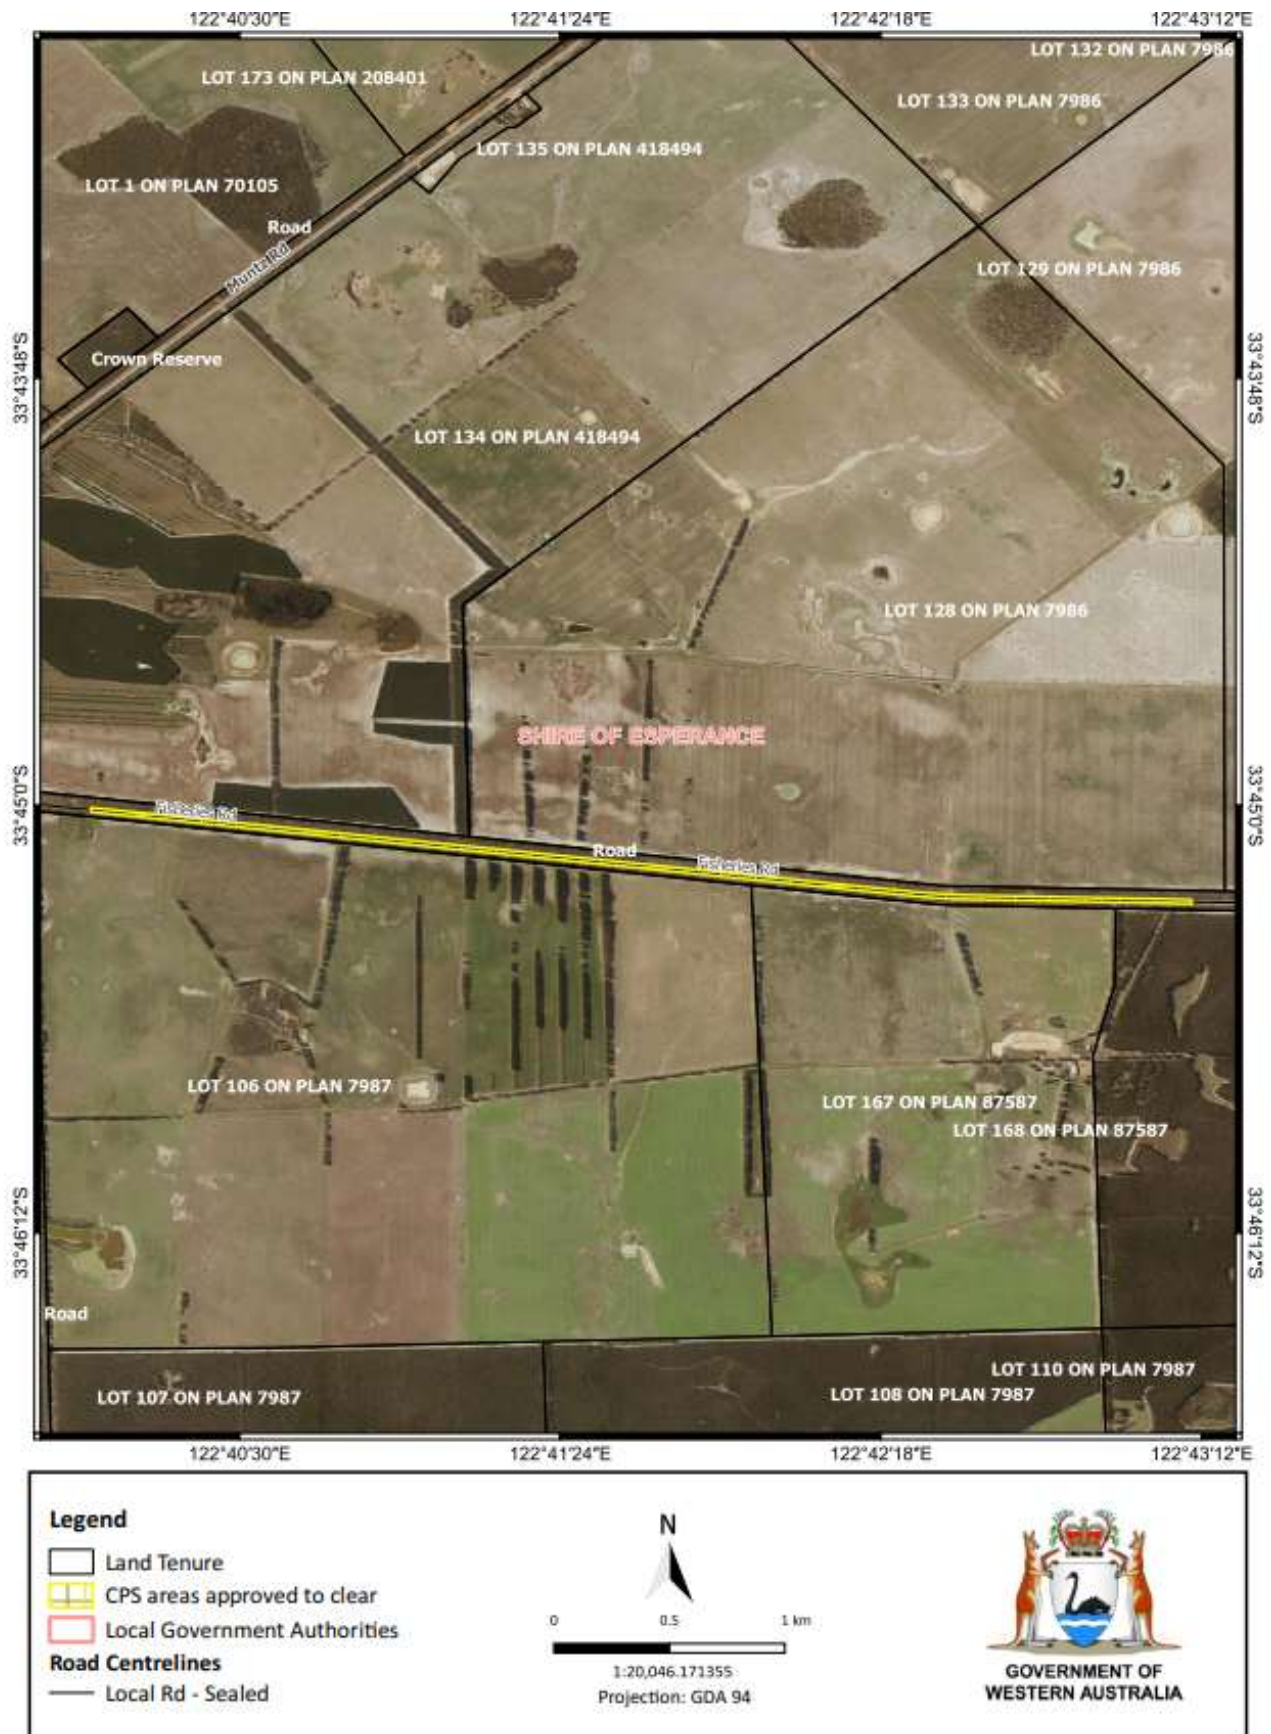 122°40'30"E
122°41'24"E
122°42'18"E
122°43'12"E
LOT 132 ON PLAN 7986
LOT 173 ON PLAN 208401
LOT 133 ON PLAN 7986
LOT 135 ON PLAN 418494
LOT 1 ON PLAN 70105
Road
Muntz Rd
LOT 129 ON PLAN 7986
Crown Reserve
33°43'48"S
33°43'48"S
LOT 134 ON PLAN 418494
LOT 128 ON PLAN 7986
SHIRE OF ESPERANCE
33°45'0"S
33°45'0"S
Fisheries Rd
Road
Fisheries Rd
LOT 106 ON PLAN 7987
LOT 167 ON PLAN 87587
LOT 168 ON PLAN 87587
33°46'12"S
33°46'12"S
Road
LOT 110 ON PLAN 7987
LOT 107 ON PLAN 7987
LOT 108 ON PLAN 7987
122°40'30"E
122°41'24"E
122°42'18"E
122°43'12"E
Legend
Land Tenure
CPS areas approved to clear
Local Government Authorities
Road Centrelines
Local Rd - Sealed
N
0 0.5 1 km
1:20,046.171355
Projection: GDA 94
GOVERNMENT OF
WESTERN AUSTRALIA